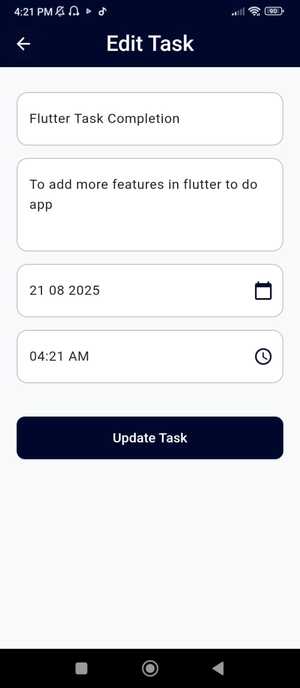 4:21 PM
90
Edit Task
Flutter Task Completion
To add more features in flutter to do
app
21 08 2025
04:21 AM
Update Task